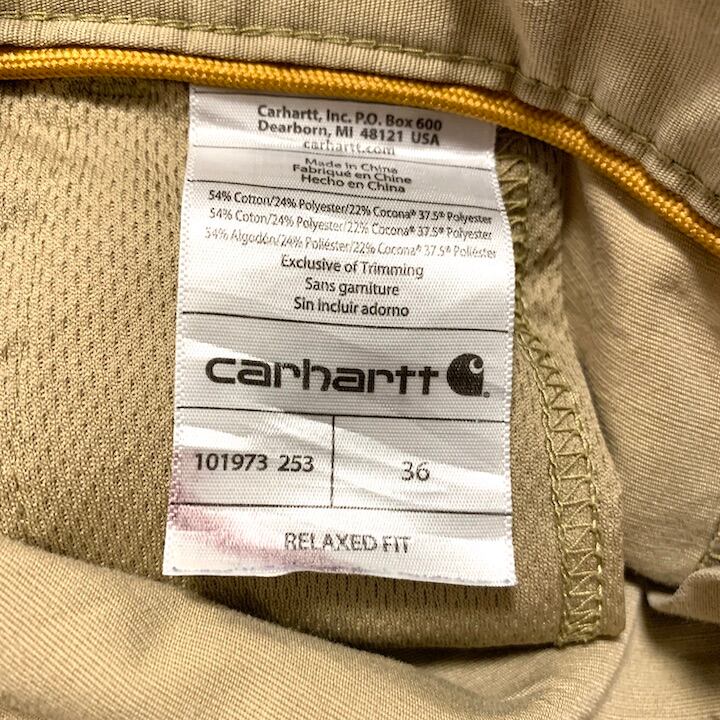 Carhartt, Inc. P.O. Box 600
Dearborn, MI 48121 USA
carhartt.com
Made in China
Fabriqué en Chine
Hecho en China
54% Cotton/24% Polyester/22% Cocona® 37.5® Polyester
54% Coton/24% Polyester/22% Cocona® 37.5® Polyester
54% Algodón/24% Poliéster/22% Cocona® 37.5® Poliéster
Exclusive of Trimming
Sans garniture
Sin incluir adorno
carhartt®
101973 253
36
RELAXED FIT